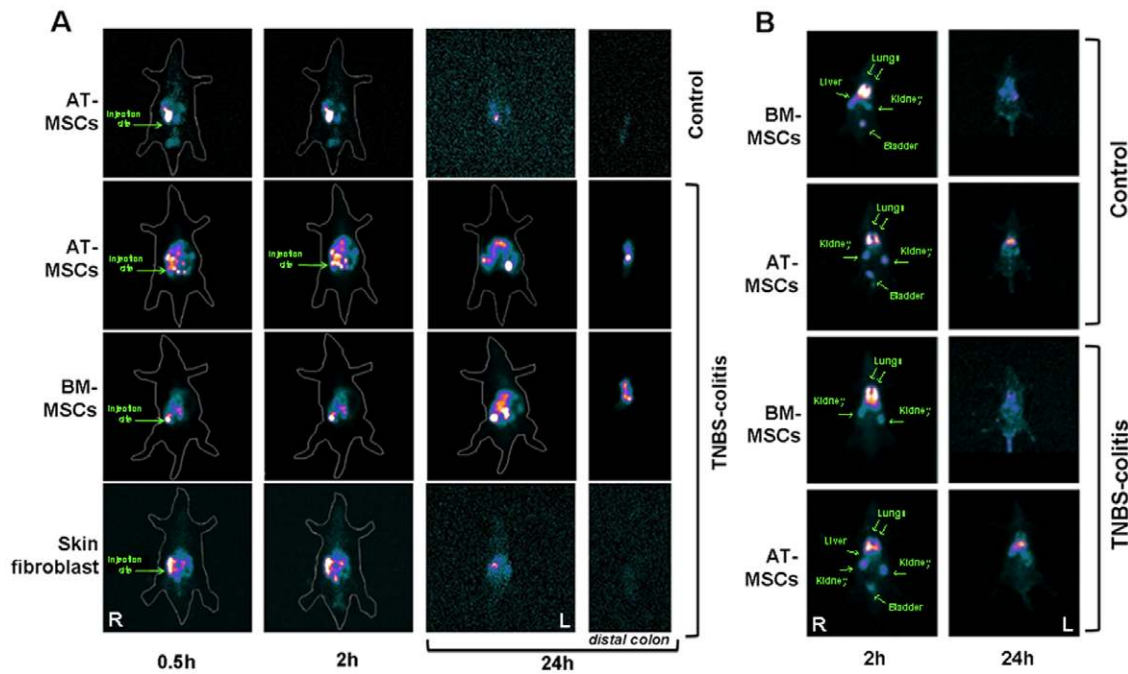 A
AT-
MSCs
Injection
site
Control
AT-
MSCs
Injection
site
Injection
site
BM-
MSCs
Injection
site
TNBS-colitis
Skin
fibroblast
Injection
site
R
L
distal colon
0.5h
2h
24h
B
BM-
MSCs
Lungs
Liver
Kidney
Bladder
Control
AT-
MSCs
Lungs
Kidney
Kidney
Bladder
BM-
MSCs
Lungs
Kidney
Kidney
TNBS-colitis
AT-
MSCs
Lungs
Liver
Kidney
Kidney
Bladder
R
L
2h
24h